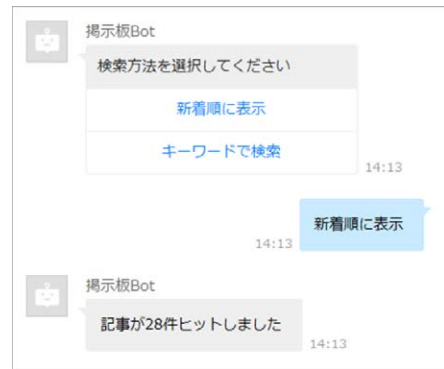 掲示板Bot
検索方法を選択してください
新着順に表示
キーワードで検索
14:13
新着順に表示
14:13
掲示板Bot
記事が28件ヒットしました
14:13